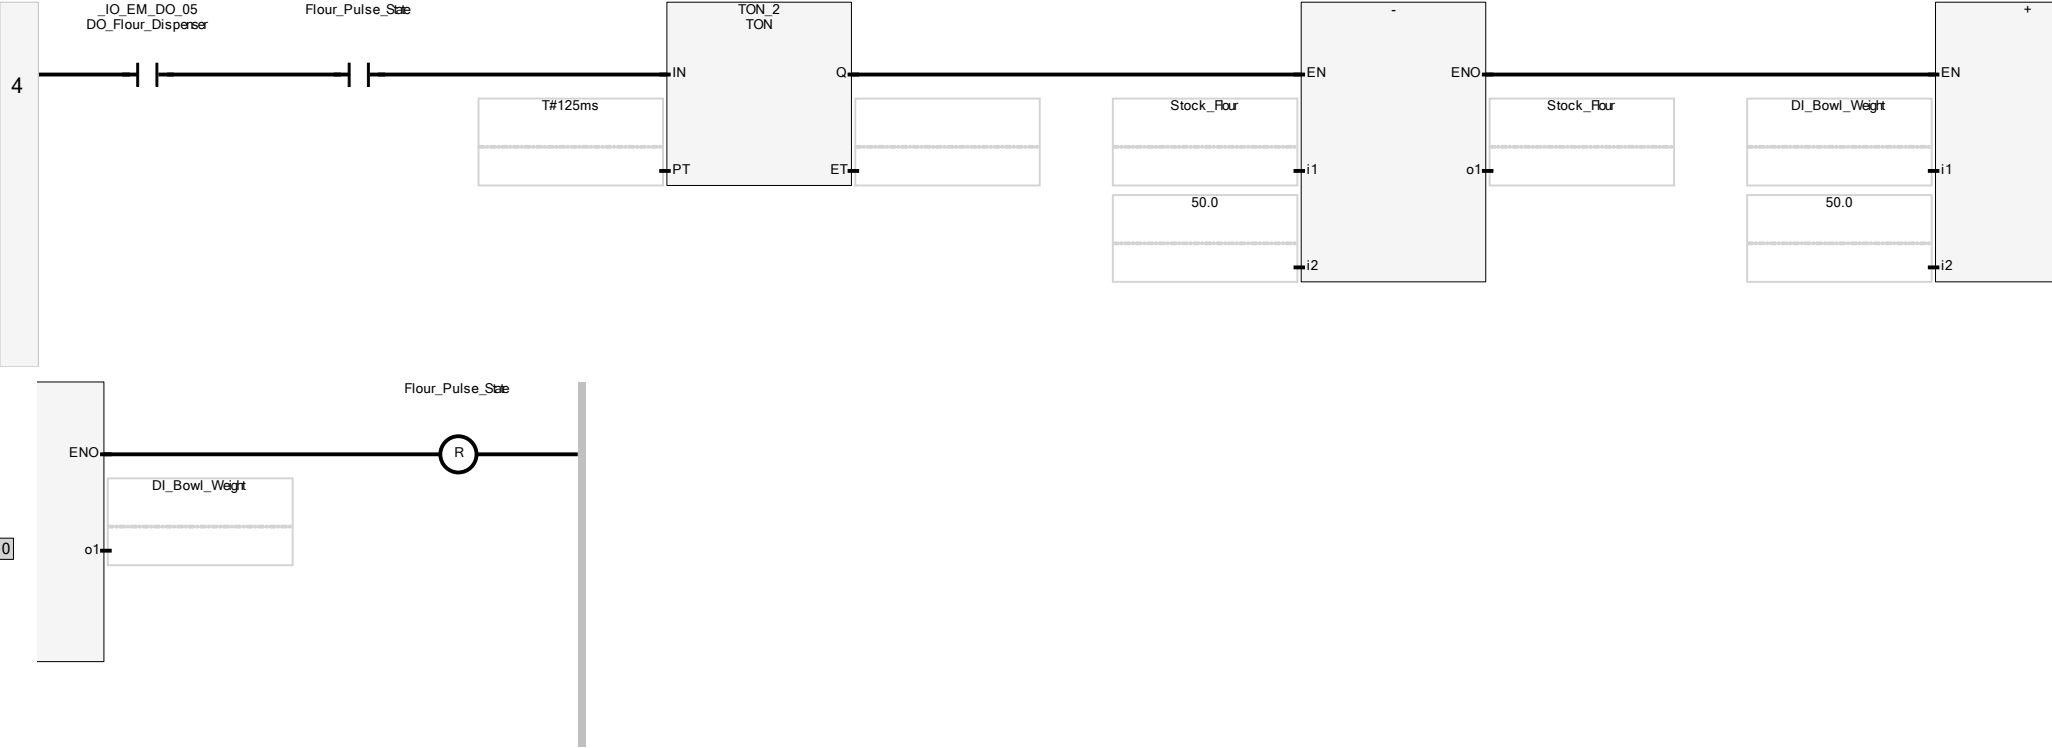 4
_IO_EM_DO_05
DO_Flour_Dispenser
Flour_Pulse_State
TON_2
TON
IN
Q
T#125ms
PT
ET
-
EN
ENO
Stock_Flour
i1
50.0
i2
Stock_Flour
o1
+
EN
DI_Bowl_Weight
i1
50.0
i2
ENO
DI_Bowl_Weight
o1
Flour_Pulse_State
R
0